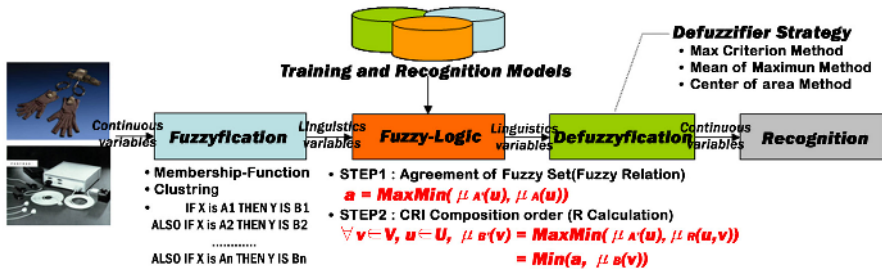 Defuzzifier Strategy
• Max Criterion Method
• Mean of Maximun Method
• Center of area Method
Training and Recognition Models
Continuous variables
Fuzzyfication
Linguistics variables
Fuzzy-Logic
Linguistics variables
Defuzzyfication
Continuous variables
Recognition
• Membership-Function
• Clustring
• IF X is A1 THEN Y IS B1
ALSO IF X is A2 THEN Y IS B2
............
ALSO IF X is An THEN Y IS Bn
• STEP1 : Agreement of Fuzzy Set(Fuzzy Relation)
a = MaxMin( μ A'(u), μ A(u))
• STEP2 : CRI Composition order (R Calculation)
∀ v∈V, u∈U, μ B'(v) = MaxMin( μ A'(u), μ R(u,v))
= Min(a, μ B(v))